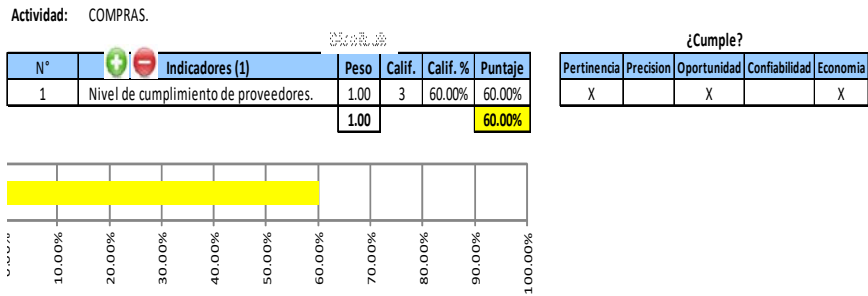 Actividad: COMPRAS.
¿Cumple?
N° Indicadores (1) Peso Calif. Calif. % Puntaje Pertinencia Precision Oportunidad Confiabilidad Economia
1 Nivel de cumplimiento de proveedores. 1.00 3 60.00% 60.00% X X X
1.00 60.00%
10.00% 20.00% 30.00% 40.00% 50.00% 60.00% 70.00% 80.00% 90.00% 100.00%